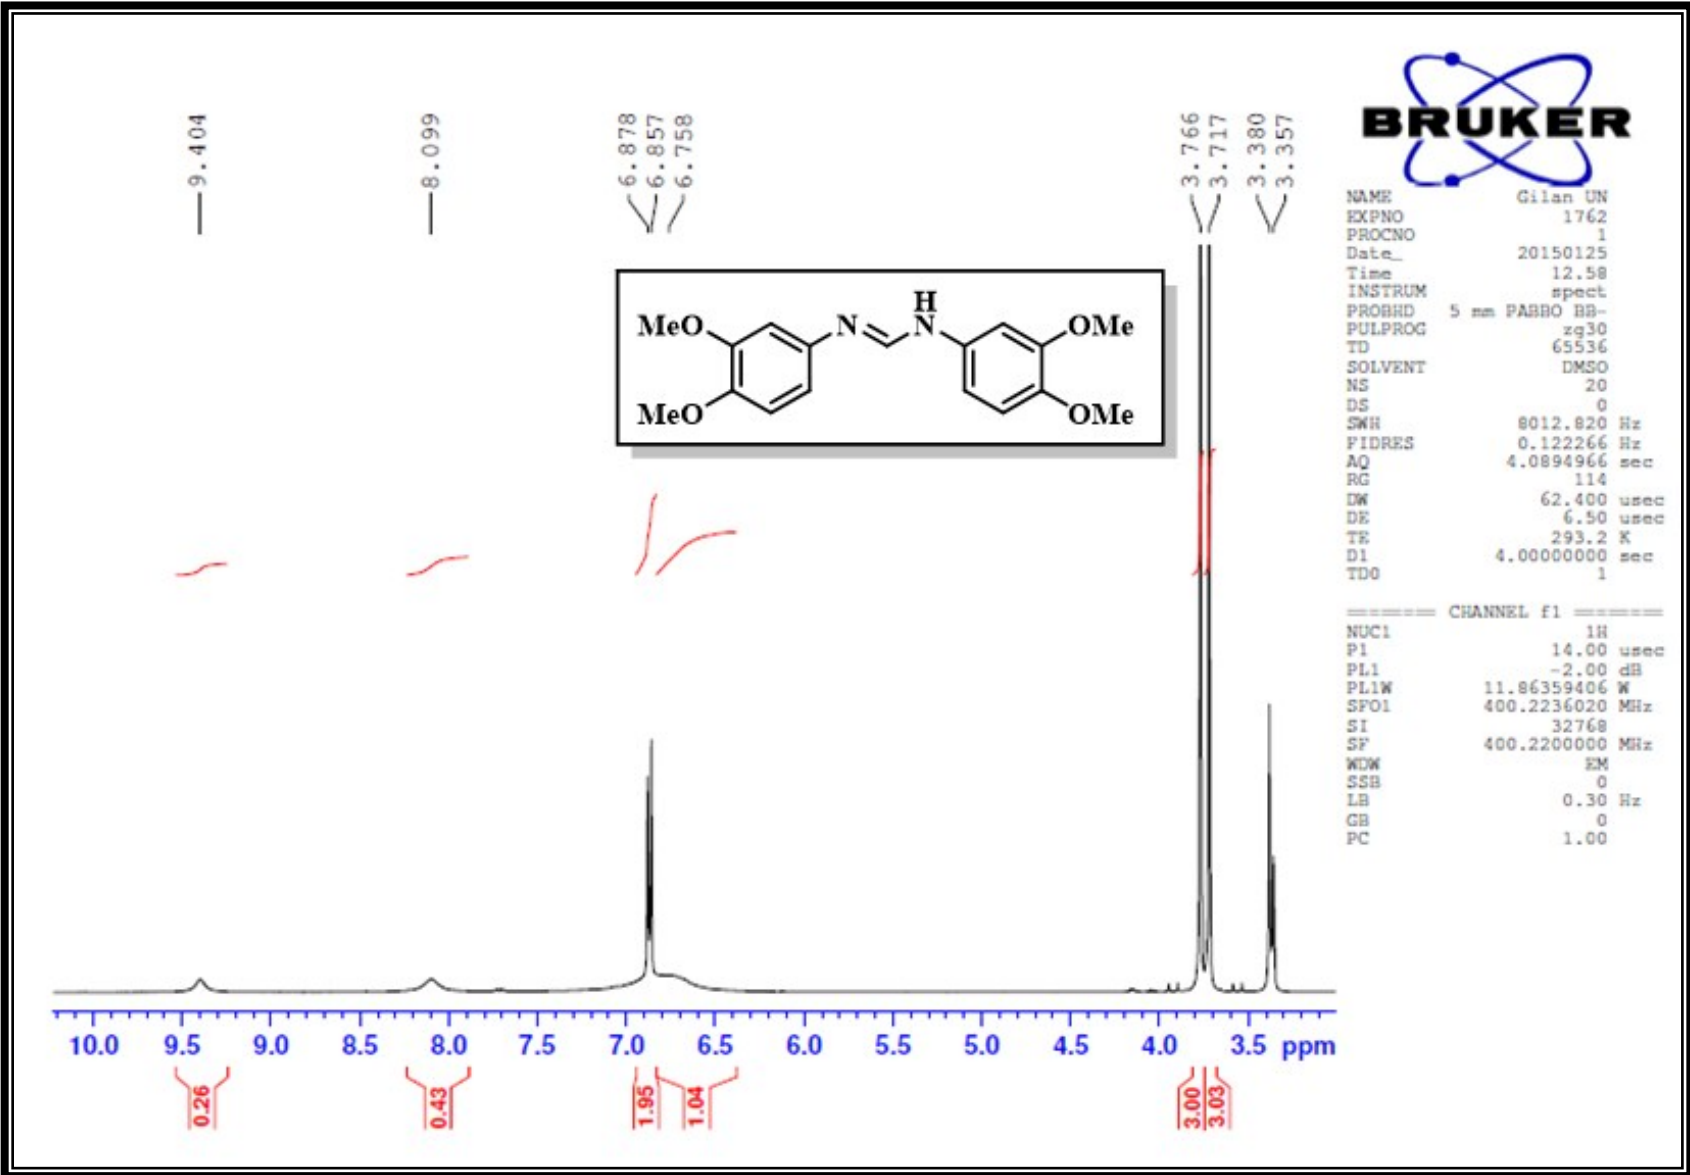 9.404
8.099
6.878
6.857
6.758
3.766
3.717
3.380
3.357
BRUKER
NAME Gilan UN
EXPNO 1762
PROCNO 1
Date_ 20150125
Time 12.58
INSTRUM spect
PROBHD 5 mm PABBO BB-
PULPROG zg30
TD 65536
SOLVENT DMSO
NS 20
DS 0
SWH 8012.820 Hz
FIDRES 0.122266 Hz
AQ 4.0894966 sec
RG 114
DW 62.400 usec
DE 6.50 usec
TE 293.2 K
D1 4.00000000 sec
TD0 1
======== CHANNEL f1 ========
NUC1 1H
P1 14.00 usec
PL1 -2.00 dB
PL1W 11.86359406 W
SFO1 400.2236020 MHz
SI 32768
SF 400.2200000 MHz
WDW EM
SSB 0
LB 0.30 Hz
GB 0
PC 1.00
H
MeO N N OMe
MeO OMe
10.0 9.5 9.0 8.5 8.0 7.5 7.0 6.5 6.0 5.5 5.0 4.5 4.0 3.5 ppm
0.26
0.43
1.95
1.04
3.00
3.03